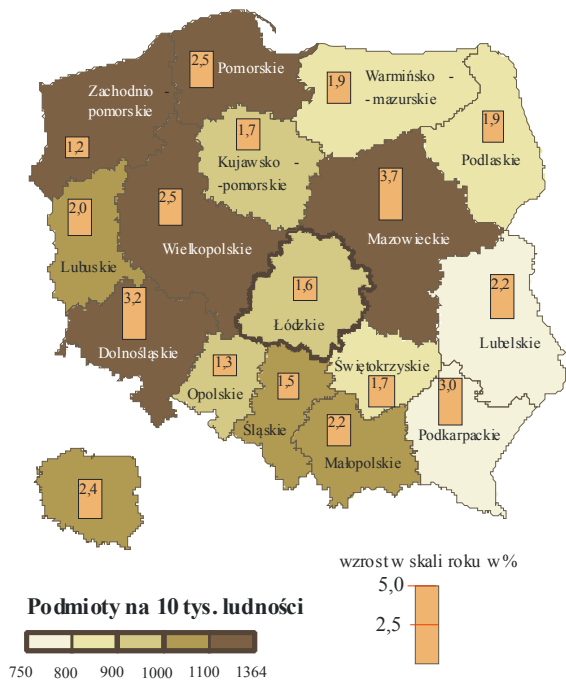 2,5
Pomorskie
Zachodnio -
pomorskie
1,2
1,9
Warmińsko -
- mazurskie
1,9
Podlaskie
1,7
Kujawsko -
-pomorskie
2,0
Lubuskie
2,5
Wielkopolskie
3,7
Mazowieckie
1,6
Łódzkie
2,2
Lubelskie
3,2
Dolnośląskie
1,3
Opolskie
1,5
Śląskie
Świętokrzyskie
1,7
2,2
Małopolskie
3,0
Podkarpackie
2,4
wzrost w skali roku w %
5,0
2,5
Podmioty na 10 tys. ludności
750 800 900 1000 1100 1364